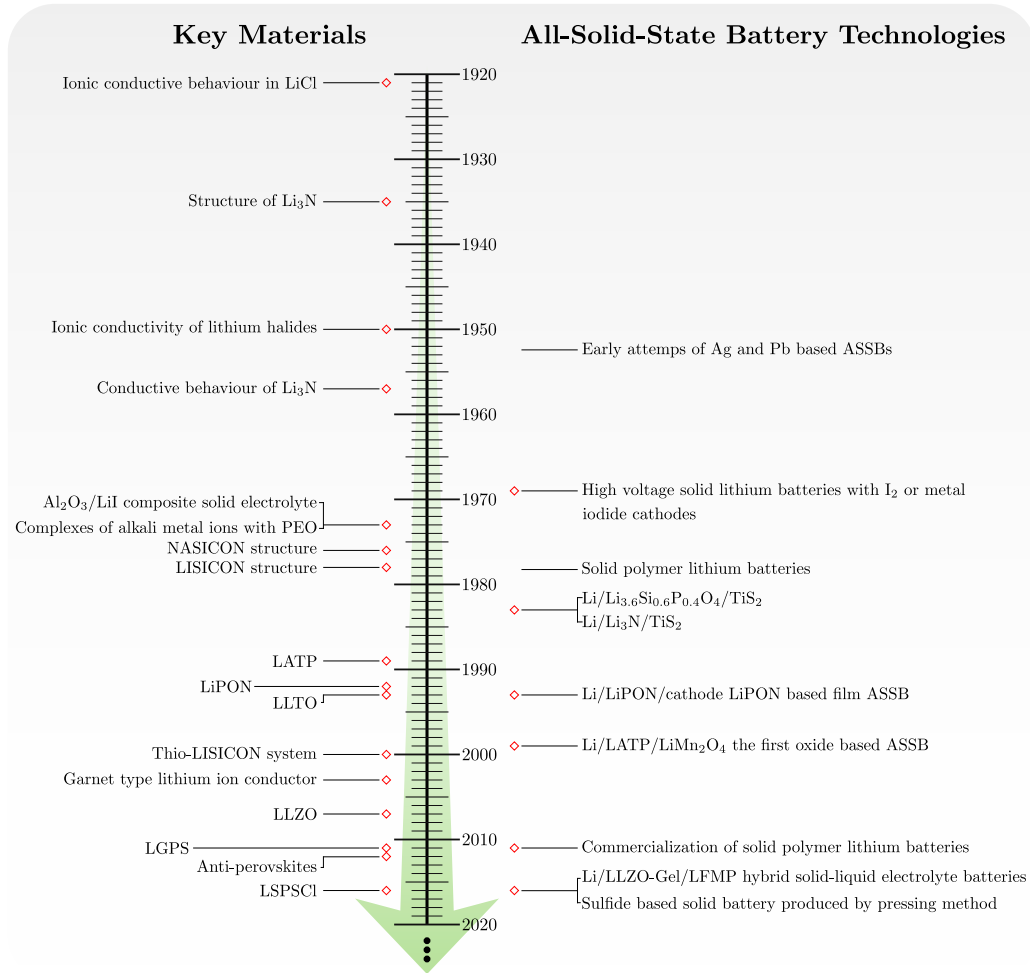 Key Materials
All-Solid-State Battery Technologies
1920
Ionic conductive behaviour in LiCl
1930
Structure of Li₃N
1940
Ionic conductivity of lithium halides
1950
Early attemps of Ag and Pb based ASSBs
Conductive behaviour of Li₃N
1960
High voltage solid lithium batteries with I₂ or metal
iodide cathodes
1970
Al₂O₃/LiI composite solid electrolyte
Complexes of alkali metal ions with PEO
NASICON structure
LISICON structure
Solid polymer lithium batteries
1980
Li/Li₃.₆Si₀.₆P₀.₄O₄/TiS₂
Li/Li₃N/TiS₂
LATP
1990
LiPON
LLTO
Li/LiPON/cathode LiPON based film ASSB
Li/LATP/LiMn₂O₄ the first oxide based ASSB
Thio-LISICON system
2000
Garnet type lithium ion conductor
LLZO
2010
LGPS
Commercialization of solid polymer lithium batteries
Anti-perovskites
Li/LLZO-Gel/LFMP hybrid solid-liquid electrolyte batteries
LSPSCl
Sulfide based solid battery produced by pressing method
2020